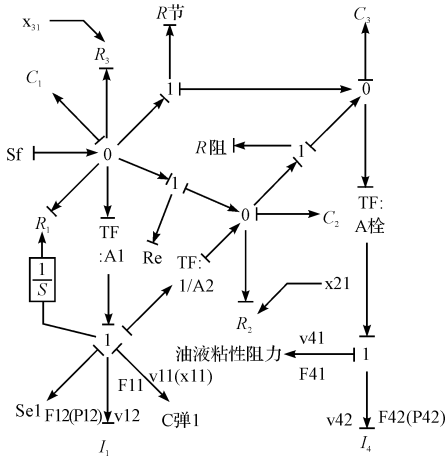 x31
R节
C3
R3
C1
1
0
Sf
0
R阻
1
1
R1
TF
:A1
0
C2
TF:
A栓
Re
TF:
1/A2
1/S
x21
R2
1
v41
油液粘性阻力
1
F41
F11
v11(x11)
Se1
F12(P12)
v12
C弹1
v42
F42(P42)
I1
I4